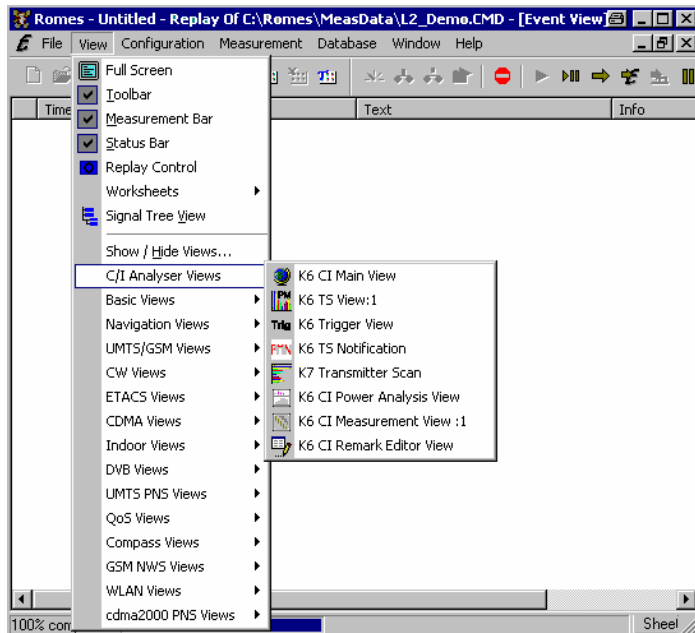 Romes - Untitled - Replay Of C:\Romes\MeasData\L2_Demo.CMD - [Event View]
File View Configuration Measurement Database Window Help
Time Text Info
Full Screen
Toolbar
Measurement Bar
Status Bar
Replay Control
Worksheets
Signal Tree View
Show / Hide Views...
C/I Analyser Views
Basic Views
Navigation Views
UMTS/GSM Views
CW Views
ETACS Views
CDMA Views
Indoor Views
DVB Views
UMTS PNS Views
QoS Views
Compass Views
GSM NWS Views
WLAN Views
cdma2000 PNS Views
K6 CI Main View
PM K6 TS View:1
Trig K6 Trigger View
PMN K6 TS Notification
K7 Transmitter Scan
K6 CI Power Analysis View
K6 CI Measurement View :1
K6 CI Remark Editor View
100% com
Sheet